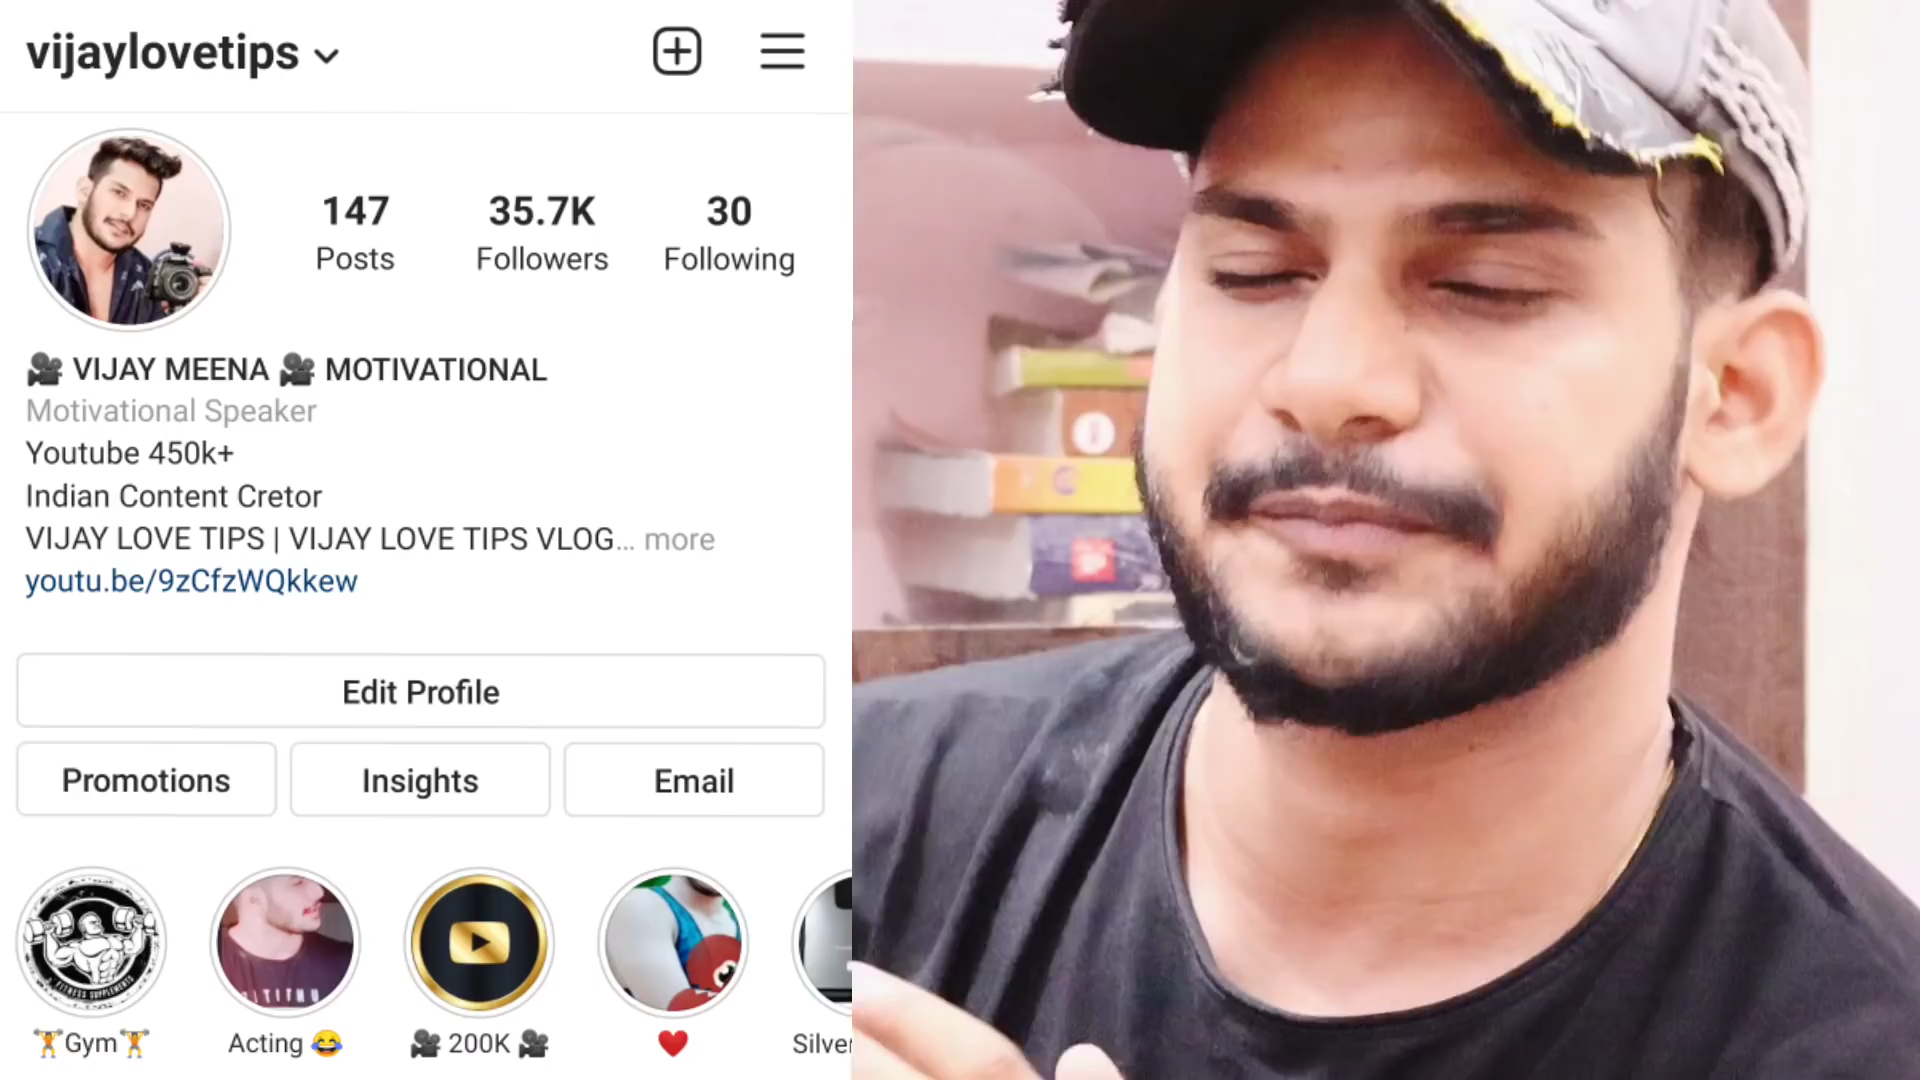 vijaylovetips
147
35.7K
30
Posts
Followers
Following
🎥 VIJAY MEENA 🎥 MOTIVATIONAL
Motivational Speaker
Youtube 450k+
Indian Content Cretor
VIJAY LOVE TIPS | VIJAY LOVE TIPS VLOG... more
youtu.be/9zCfzWQkkew
Edit Profile
Promotions
Insights
Email
FITNESS SUPPLEMENTS
🏋Gym🏋
Acting 😂
🎥 200K 🎥
❤️
Silver